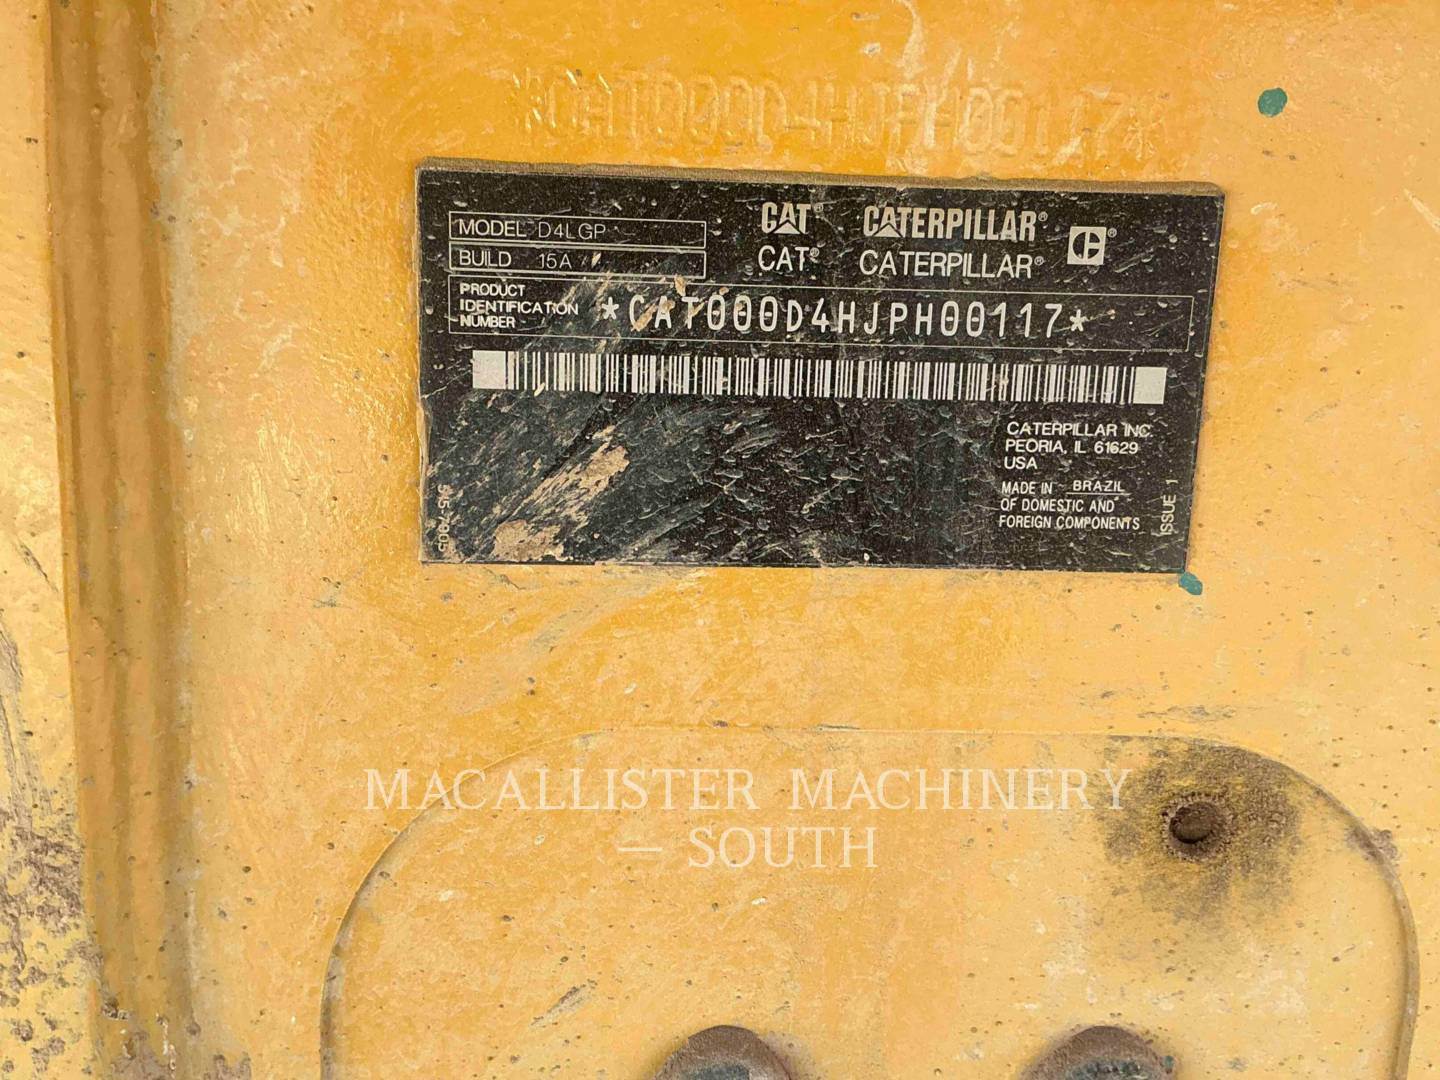 *CAT000D4HJPH00117*
MODEL D4LGP
BUILD 15A
CAT® CATERPILLAR® ®
CAT® CATERPILLAR®
PRODUCT
IDENTIFICATION
NUMBER
*CAT000D4HJPH00117*
CATERPILLAR INC.
PEORIA, IL 61629
USA
MADE IN BRAZIL
OF DOMESTIC AND
FOREIGN COMPONENTS
ISSUE 1
MACALLISTER MACHINERY
— SOUTH